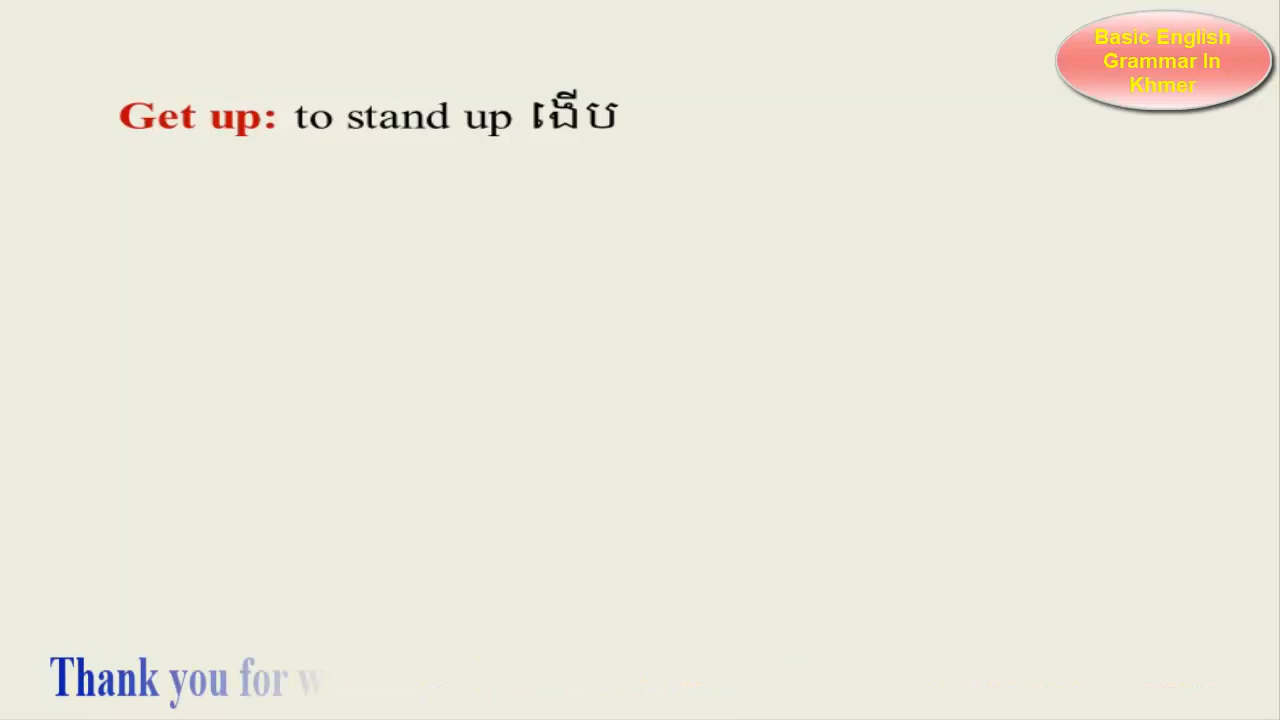 Basic English
Grammar In
Khmer
Get up: to stand up ងើប
Thank you for